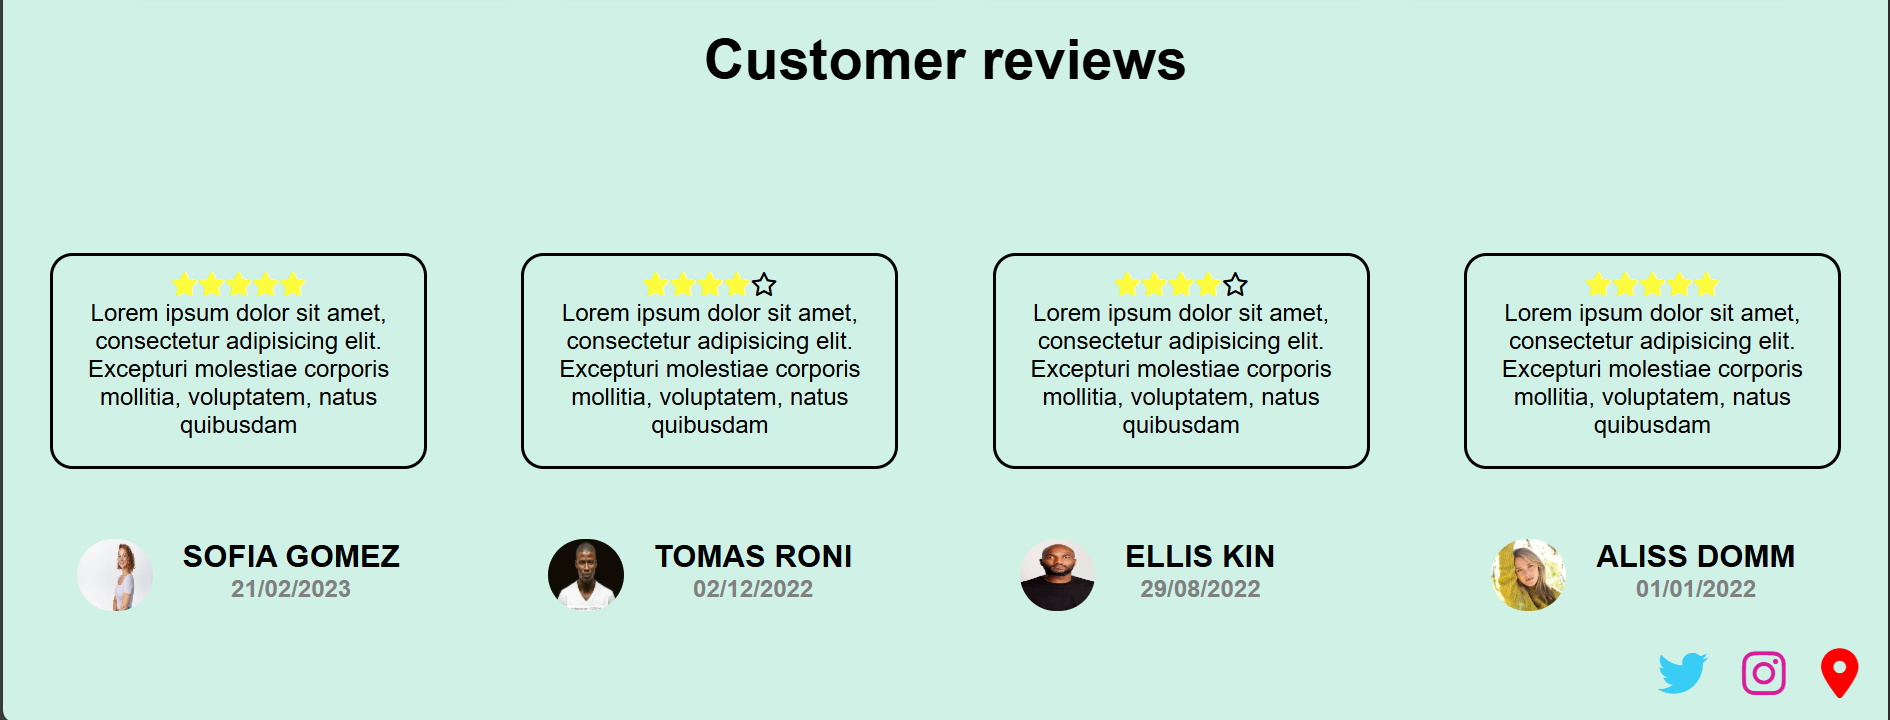 Customer reviews
Lorem ipsum dolor sit amet,
consectetur adipisicing elit.
Excepturi molestiae corporis
mollitia, voluptatem, natus
quibusdam
Lorem ipsum dolor sit amet,
consectetur adipisicing elit.
Excepturi molestiae corporis
mollitia, voluptatem, natus
quibusdam
Lorem ipsum dolor sit amet,
consectetur adipisicing elit.
Excepturi molestiae corporis
mollitia, voluptatem, natus
quibusdam
Lorem ipsum dolor sit amet,
consectetur adipisicing elit.
Excepturi molestiae corporis
mollitia, voluptatem, natus
quibusdam
SOFIA GOMEZ
21/02/2023
TOMAS RONI
02/12/2022
ELLIS KIN
29/08/2022
ALISS DOMM
01/01/2022